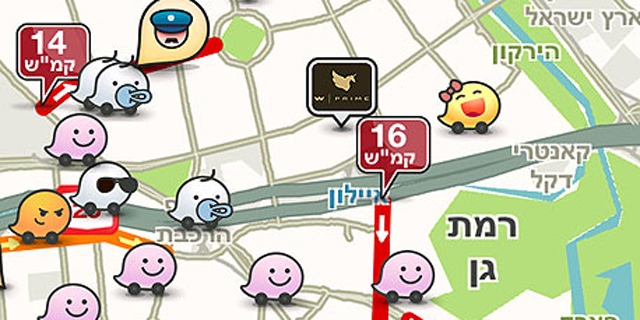 14
קמ"ש
ארץ ישראל
הירקון
W | PRIME
16
קמ"ש
קאנטרי
דקל
איילון
רמת
גן
הרכבת